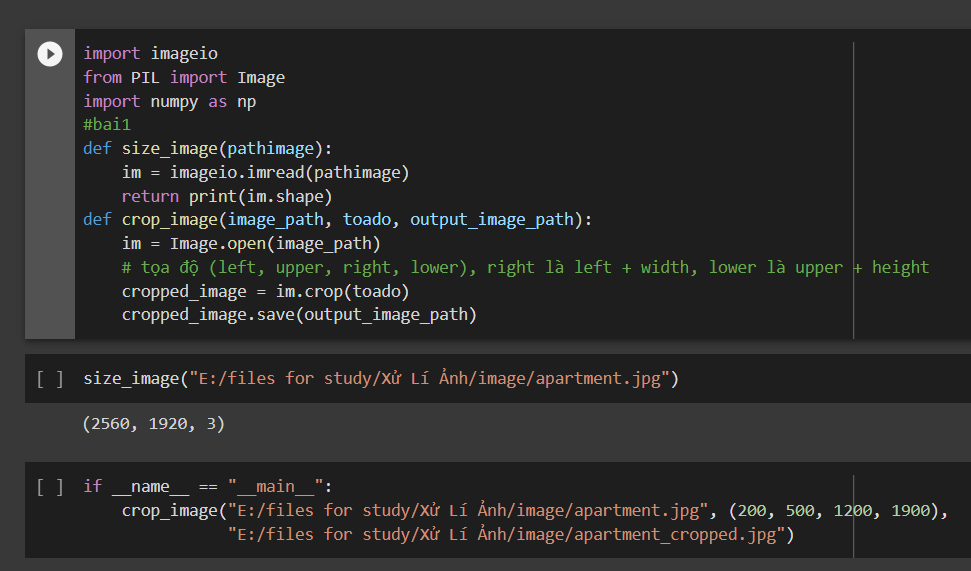 import imageio
from PIL import Image
import numpy as np
#bai1
def size_image(pathimage):
    im = imageio.imread(pathimage)
    return print(im.shape)
def crop_image(image_path, toado, output_image_path):
    im = Image.open(image_path)
    # tọa độ (left, upper, right, lower), right là left + width, lower là upper + height
    cropped_image = im.crop(toado)
    cropped_image.save(output_image_path)
[ ] size_image("E:/files for study/Xử Lí Ảnh/image/apartment.jpg")
(2560, 1920, 3)
[ ] if __name__ == "__main__":
    crop_image("E:/files for study/Xử Lí Ảnh/image/apartment.jpg", (200, 500, 1200, 1900),
               "E:/files for study/Xử Lí Ảnh/image/apartment_cropped.jpg")